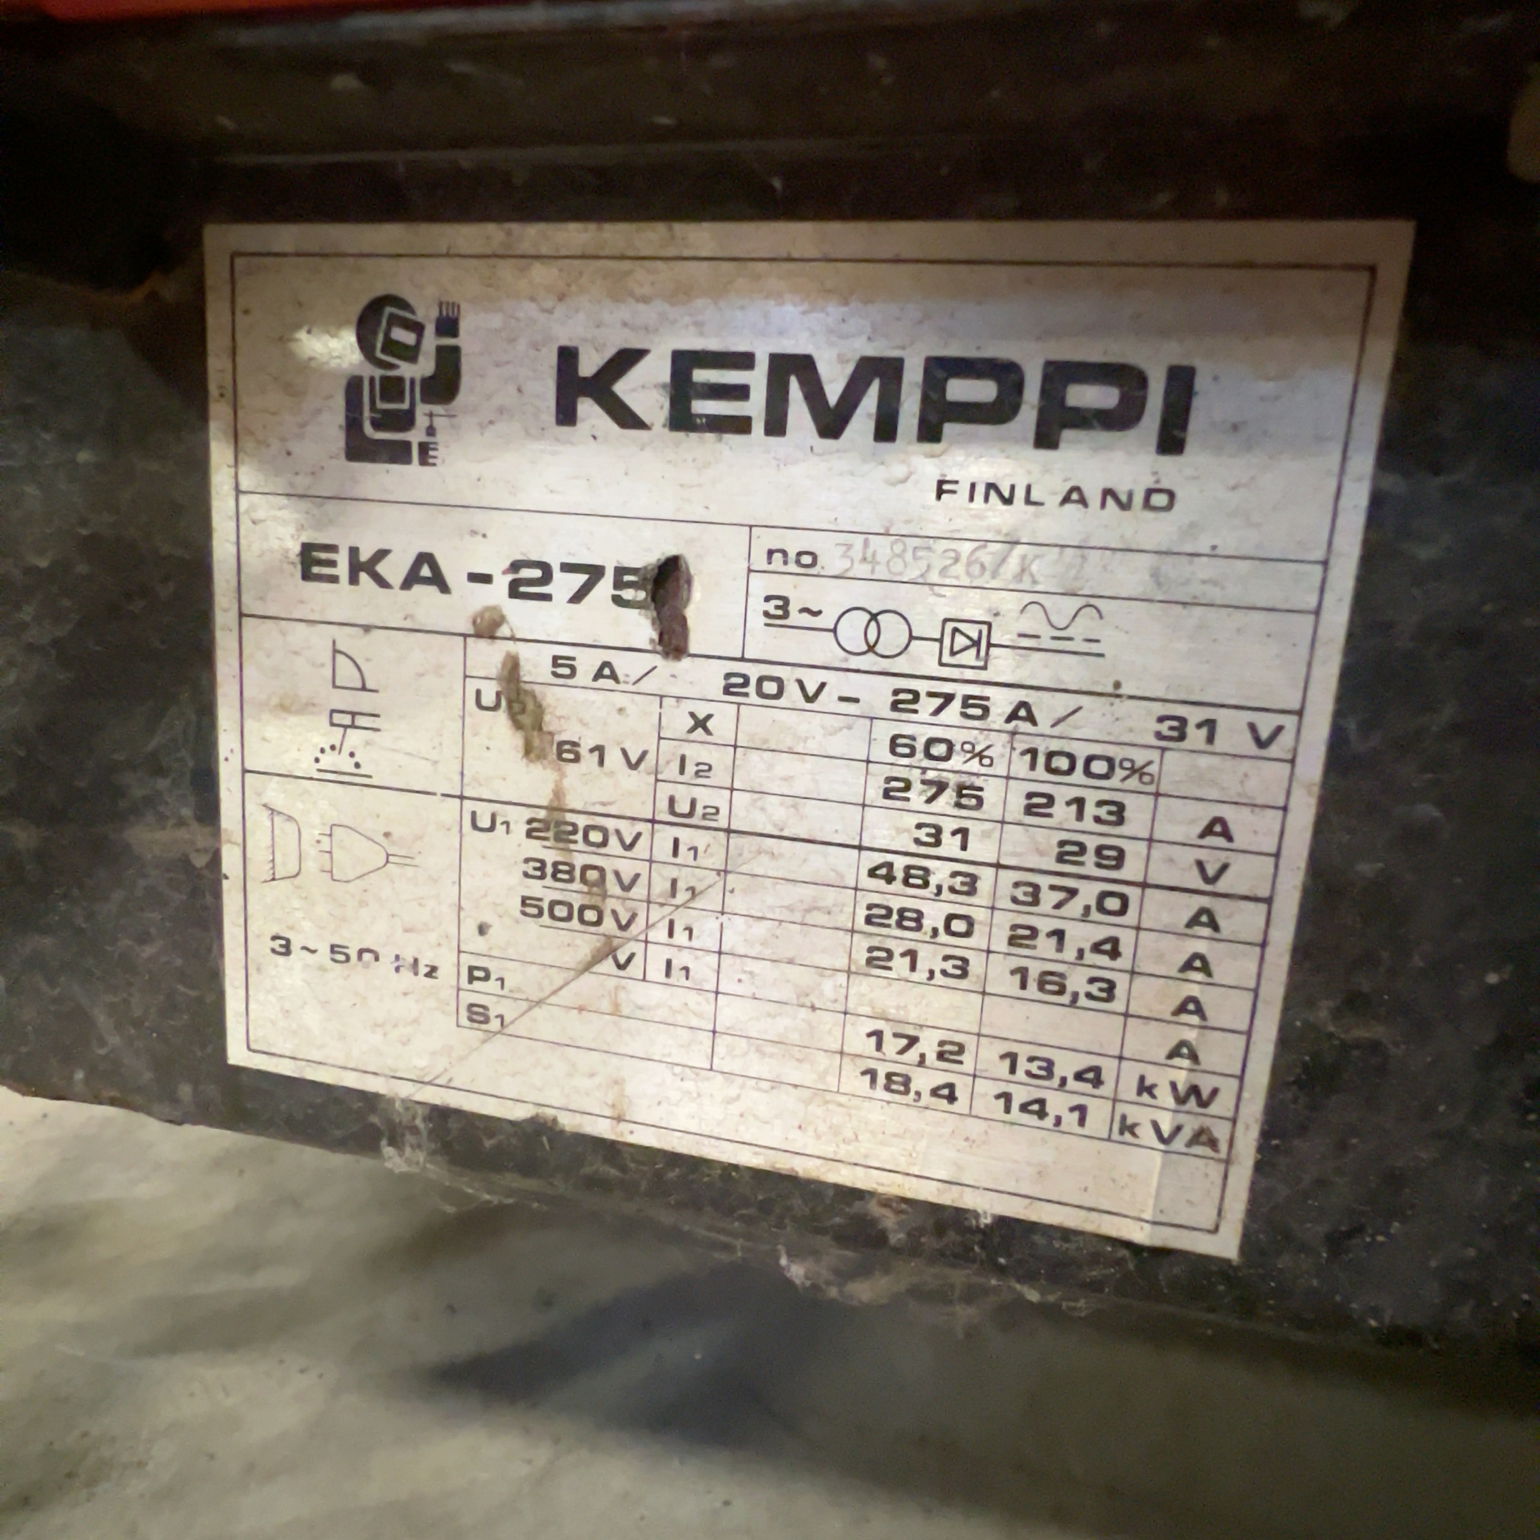 KEMPPI
FINLAND
EKA-275
no. 3485267K
3~
5 A / 20 V - 275 A / 31 V
U₀ 61 V
X 60% 100%
I₂ 275 213 A
U₂ 31 29 V
U₁ 220V I₁ 48,3 37,0 A
380V I₁ 28,0 21,4 A
500V I₁ 21,3 16,3 A
V I₁ A
3~50 Hz
P₁ 17,2 13,4 kW
S₁ 18,4 14,1 kVA